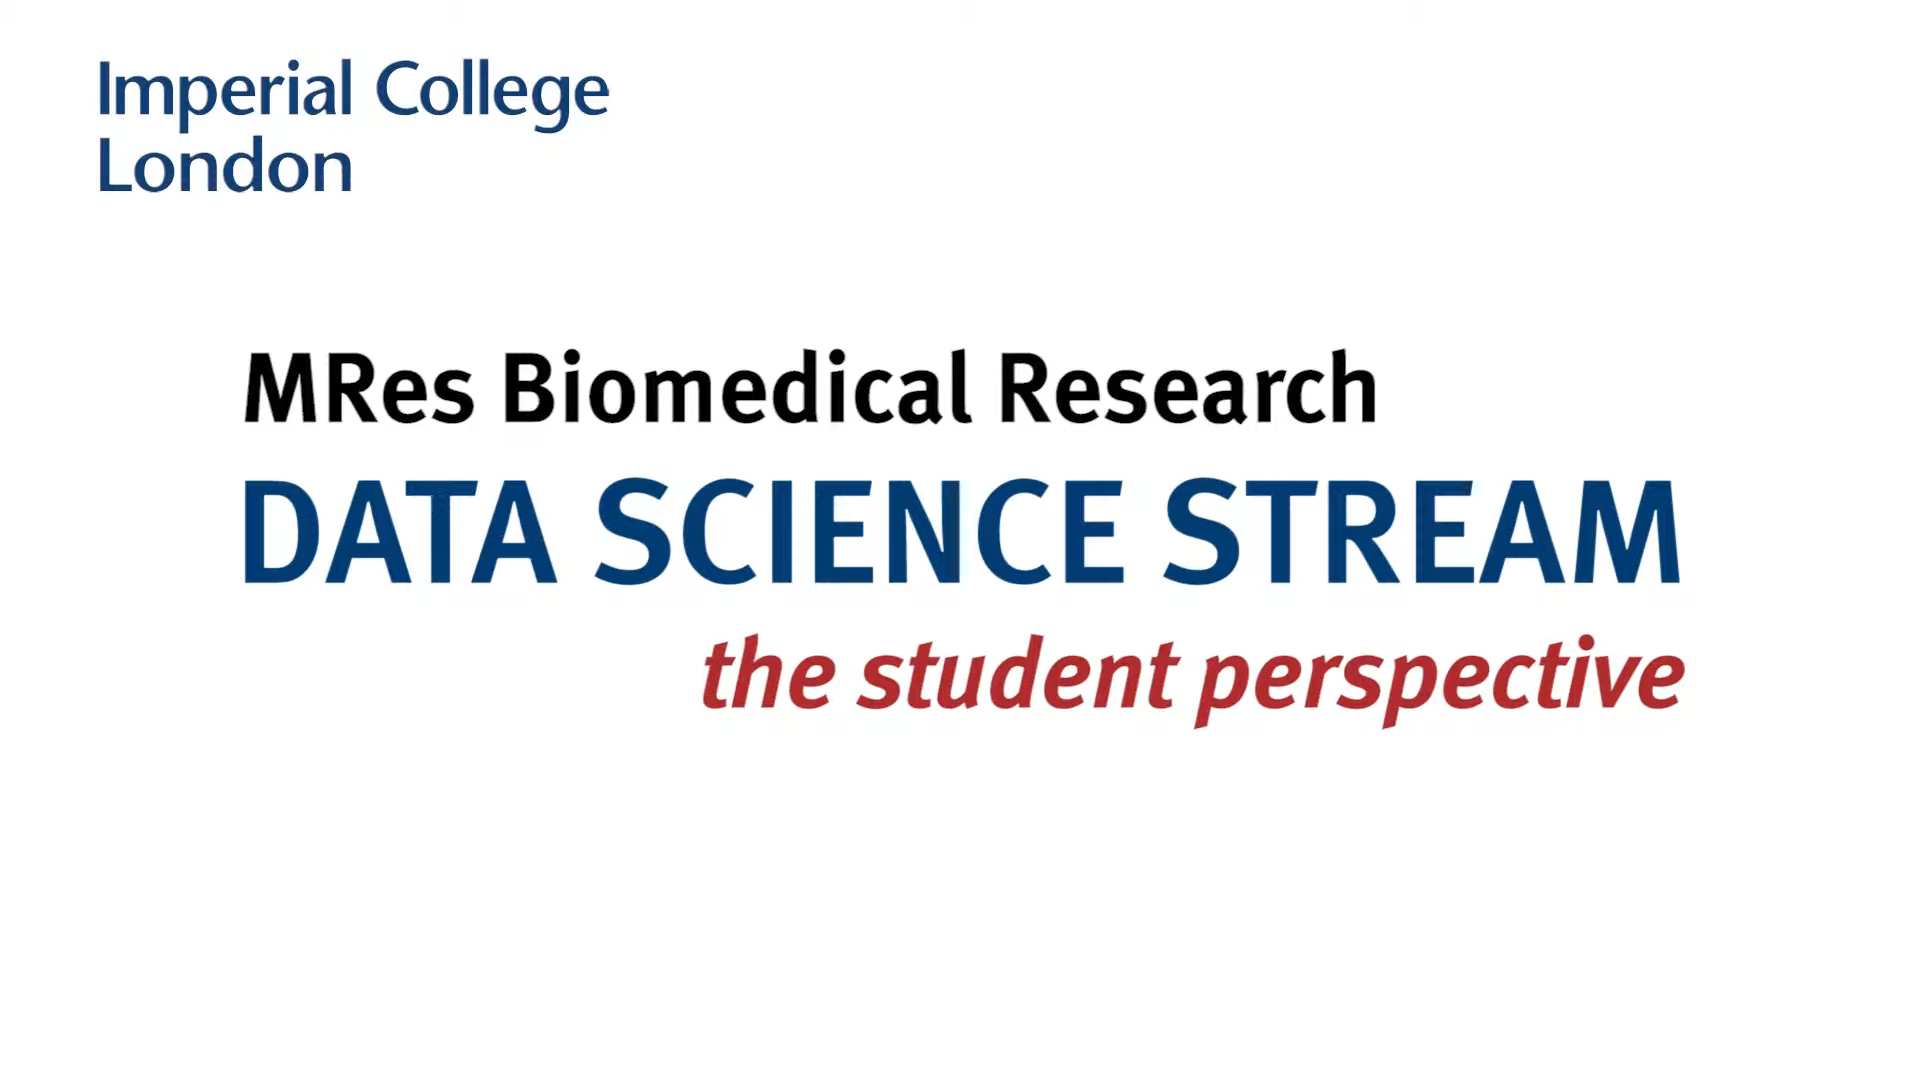 Imperial College
London
MRes Biomedical Research
DATA SCIENCE STREAM
the student perspective